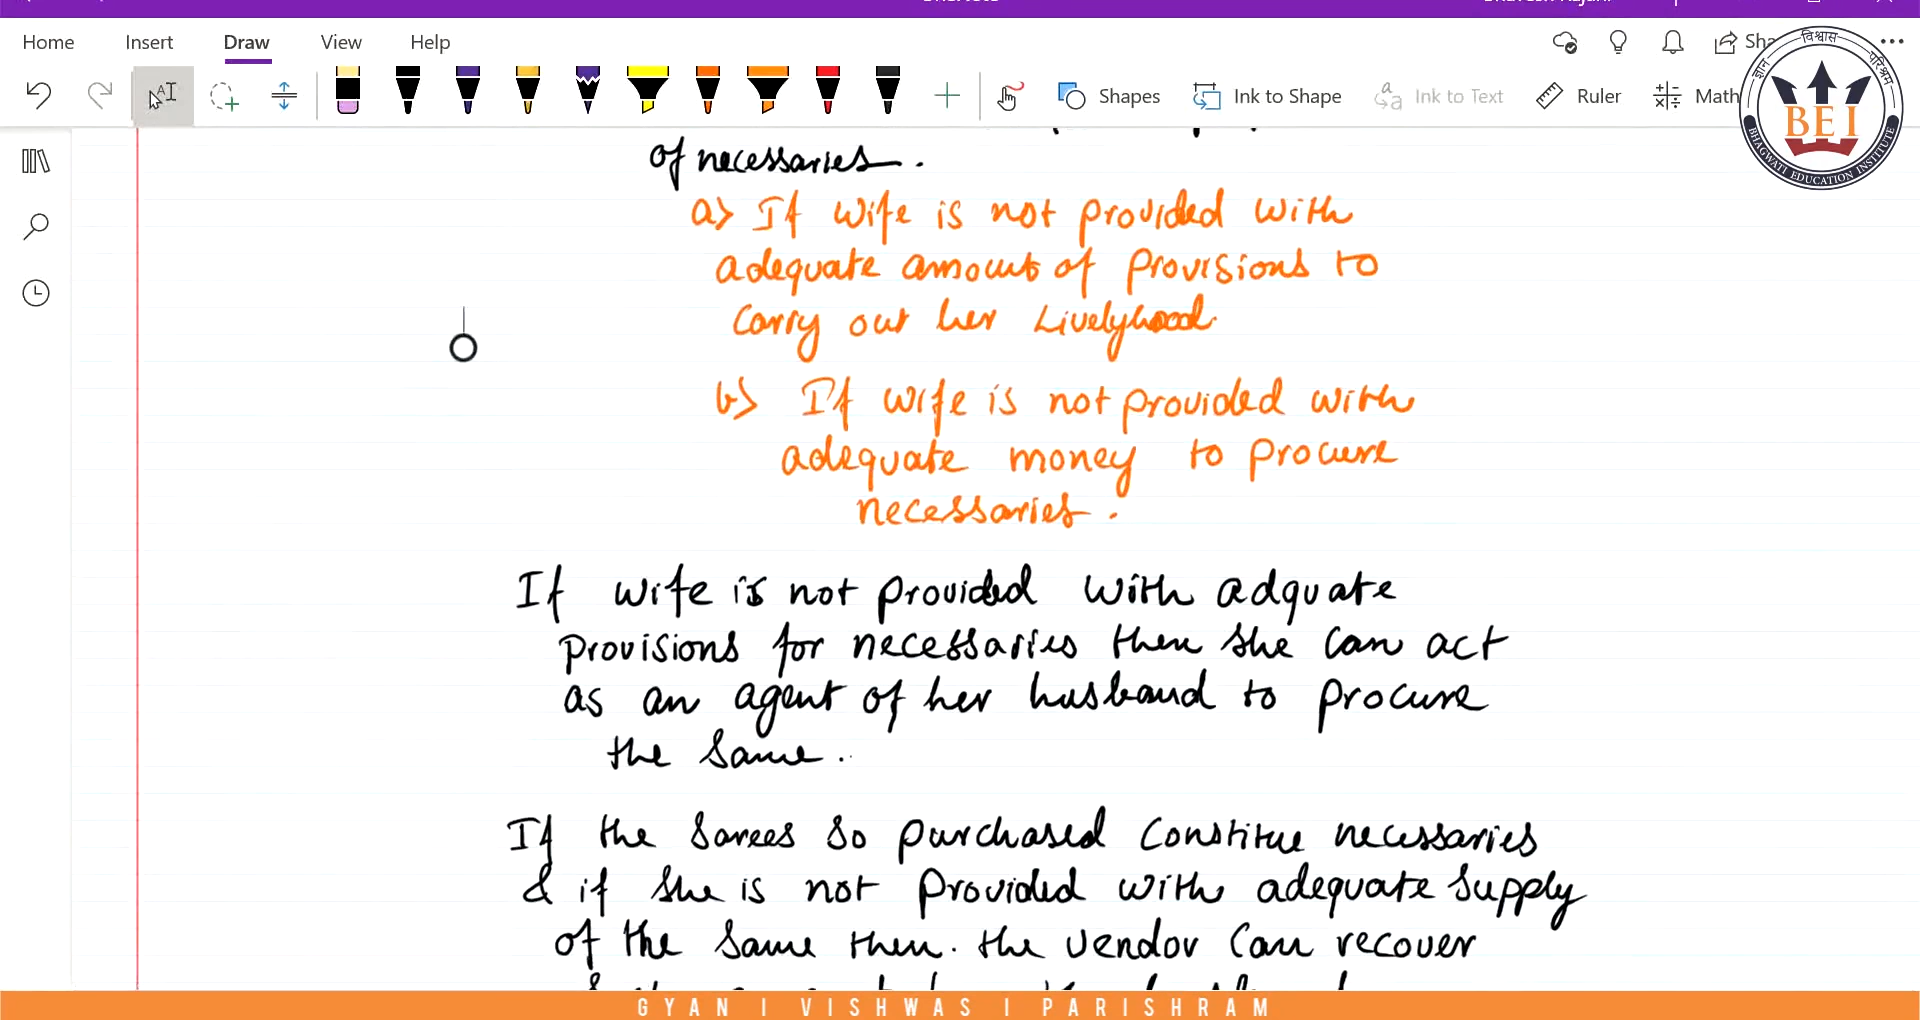 Home Insert Draw View Help Sha
Shapes Ink to Shape Ink to Text Ruler Math
विश्वास
ज्ञान परिश्रम
BEI
BHAGWATI EDUCATION INSTITUTE
of necessaries.
a) If wife is not provided with
adequate amount of provisions to
carry out her Livelyhood.
b) If wife is not provided with
adequate money to procure
necessaries.
If wife is not provided with adquate
provisions for necessaries then she can act
as an agent of her husband to procure
the same.
If the sarees so purchased constitue necessaries
& if she is not provided with adequate supply
of the same then. the vendor can recover
GYAN I VISHWAS I PARISHRAM